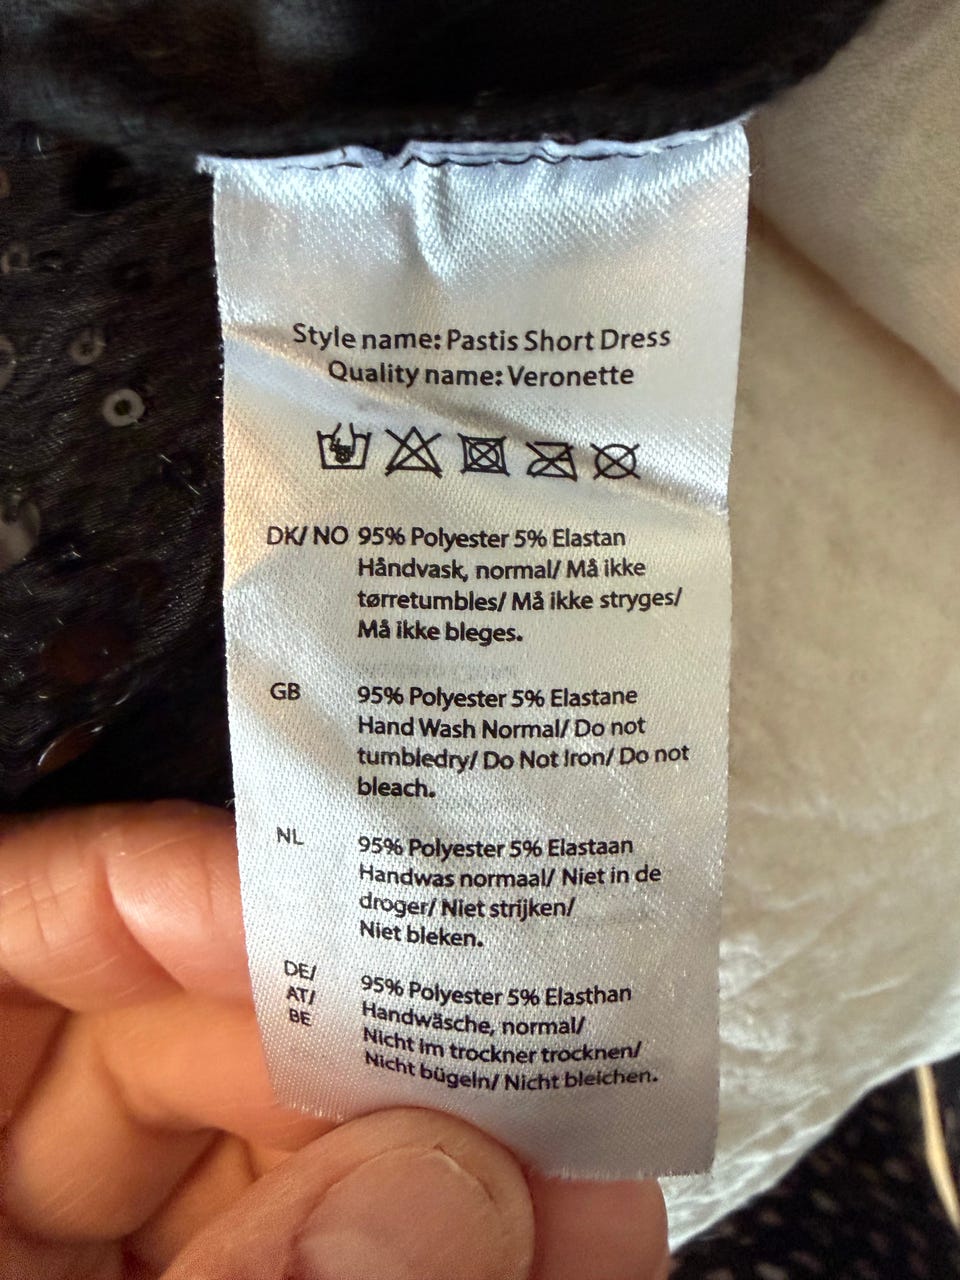 Style name: Pastis Short Dress
Quality name: Veronette
DK/ NO 95% Polyester 5% Elastan
Håndvask, normal/ Må ikke
tørretumbles/ Må ikke stryges/
Må ikke bleges.
GB 95% Polyester 5% Elastane
Hand Wash Normal/ Do not
tumbledry/ Do Not Iron/ Do not
bleach.
NL 95% Polyester 5% Elastaan
Handwas normaal/ Niet in de
droger/ Niet strijken/
Niet bleken.
DE/
AT/
BE
95% Polyester 5% Elasthan
Handwäsche, normal/
Nicht im trockner trocknen/
Nicht bügeln/ Nicht bleichen.